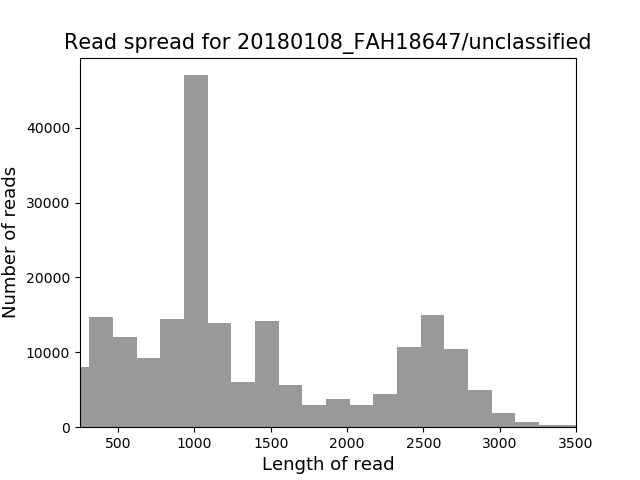 Read spread for 20180108_FAH18647/unclassified
Number of reads
40000
30000
20000
10000
0
500 1000 1500 2000 2500 3000 3500
Length of read